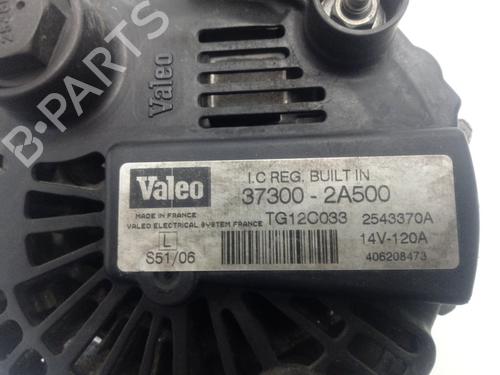 Valeo
B-PARTS
Valeo
I.C REG. BUILT IN
37300 - 2A500
MADE IN FRANCE
TG12C033 2543370A
VALEO ELECTRICAL SYSTEM FRANCE
L
14V-120A
S51/06
406208473